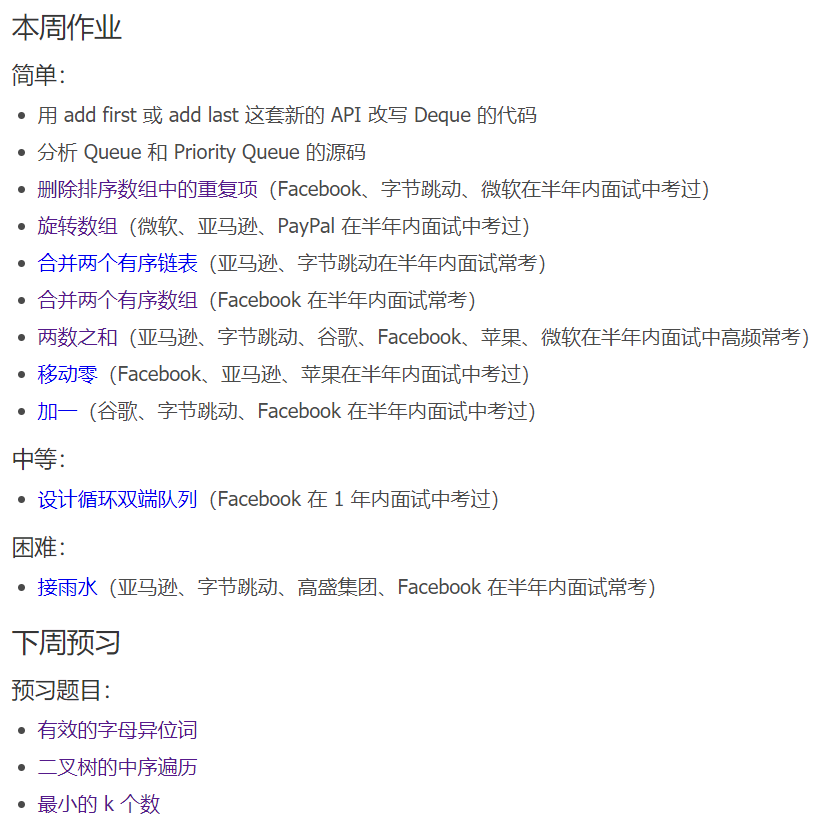 本周作业
简单：
用 add first 或 add last 这套新的 API 改写 Deque 的代码
分析 Queue 和 Priority Queue 的源码
删除排序数组中的重复项（Facebook、字节跳动、微软在半年内面试中考过）
旋转数组（微软、亚马逊、PayPal 在半年内面试中考过）
合并两个有序链表（亚马逊、字节跳动在半年内面试常考）
合并两个有序数组（Facebook 在半年内面试常考）
两数之和（亚马逊、字节跳动、谷歌、Facebook、苹果、微软在半年内面试中高频常考）
移动零（Facebook、亚马逊、苹果在半年内面试中考过）
加一（谷歌、字节跳动、Facebook 在半年内面试中考过）
中等：
设计循环双端队列（Facebook 在 1 年内面试中考过）
困难：
接雨水（亚马逊、字节跳动、高盛集团、Facebook 在半年内面试常考）
下周预习
预习题目：
有效的字母异位词
二叉树的中序遍历
最小的 k 个数